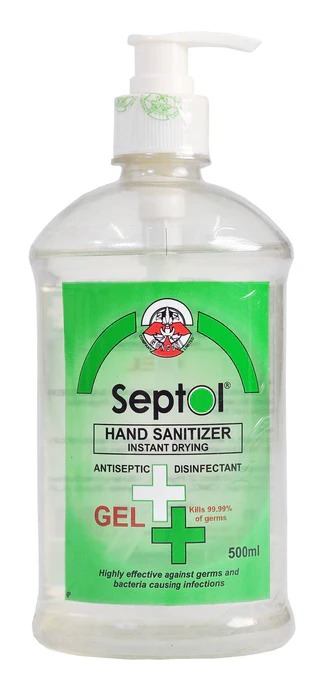 Septol®
HAND SANITIZER
INSTANT DRYING
ANTISEPTIC DISINFECTANT
GEL
Kills 99.99%
of germs
500ml
Highly effective against germs and
bacteria causing infections